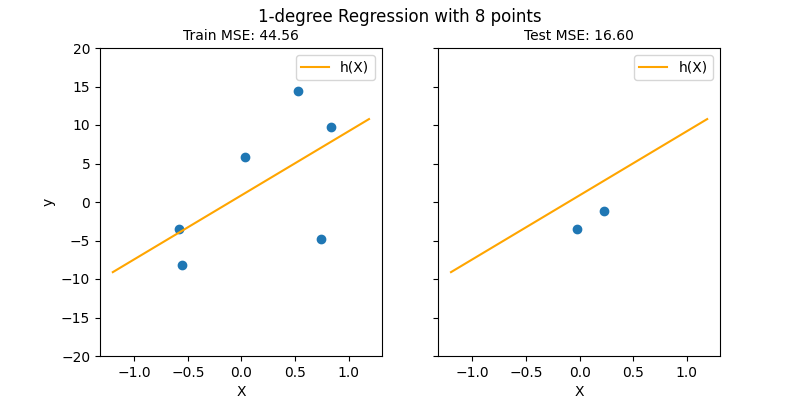 1-degree Regression with 8 points
Train MSE: 44.56
Test MSE: 16.60
h(X)
h(X)
20
15
10
5
0
−5
−10
−15
−20
y
−1.0 −0.5 0.0 0.5 1.0
−1.0 −0.5 0.0 0.5 1.0
X
X